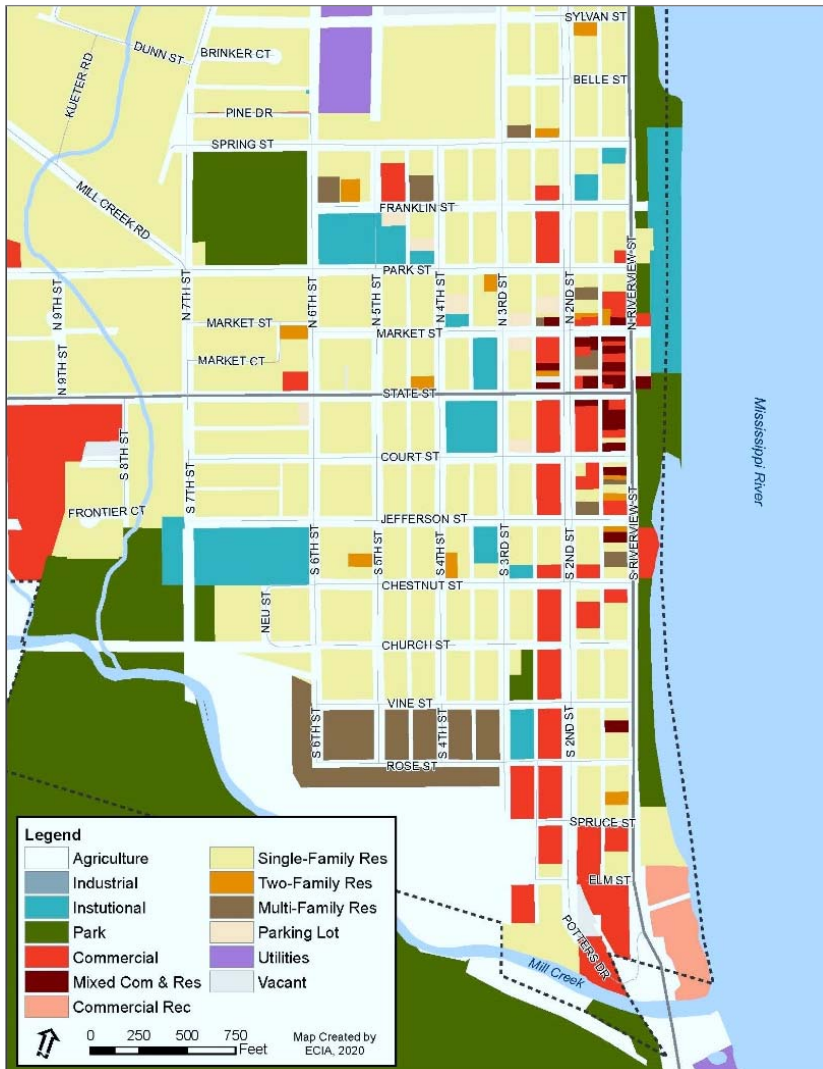 SYLVAN ST
DUNN ST
BRINKER CT
KUETER RD
BELLE ST
PINE DR
SPRING ST
MILL CREEK RD
FRANKLIN ST
PARK ST
N 9TH ST
N 7TH ST
N 6TH ST
N 5TH ST
N 4TH ST
N 3RD ST
N 2ND ST
N RIVERVIEW ST
MARKET ST
MARKET ST
N 9TH ST
MARKET CT
STATE ST
Mississippi River
S 8TH ST
S 7TH ST
COURT ST
FRONTIER CT
JEFFERSON ST
S 6TH ST
S 5TH ST
S 4TH ST
S 3RD ST
S 2ND ST
S RIVERVIEW ST
CHESTNUT ST
NEU ST
CHURCH ST
VINE ST
S 6TH ST
S 4TH ST
S 2ND ST
ROSE ST
SPRUCE ST
ELM ST
POTTERS DR
Mill Creek
Legend
Agriculture
Industrial
Instutional
Park
Commercial
Mixed Com & Res
Commercial Rec
Single-Family Res
Two-Family Res
Multi-Family Res
Parking Lot
Utilities
Vacant
0 250 500 750
Feet
Map Created by
ECIA, 2020